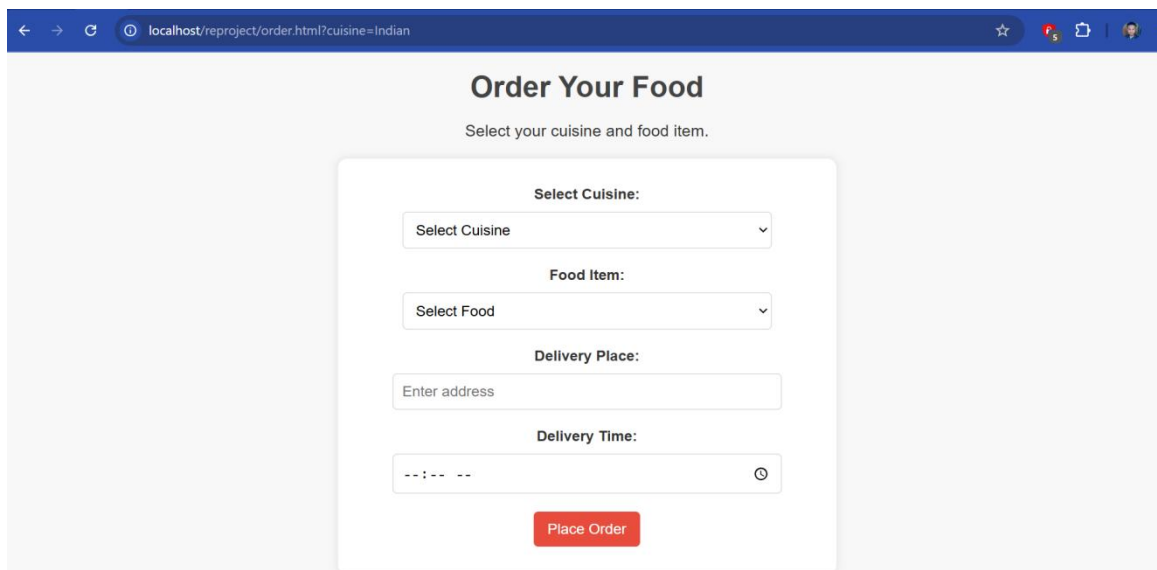 localhost/reproject/order.html?cuisine=Indian
5
Order Your Food
Select your cuisine and food item.
Select Cuisine:
Select Cuisine
Food Item:
Select Food
Delivery Place:
Enter address
Delivery Time:
--:-- --
Place Order